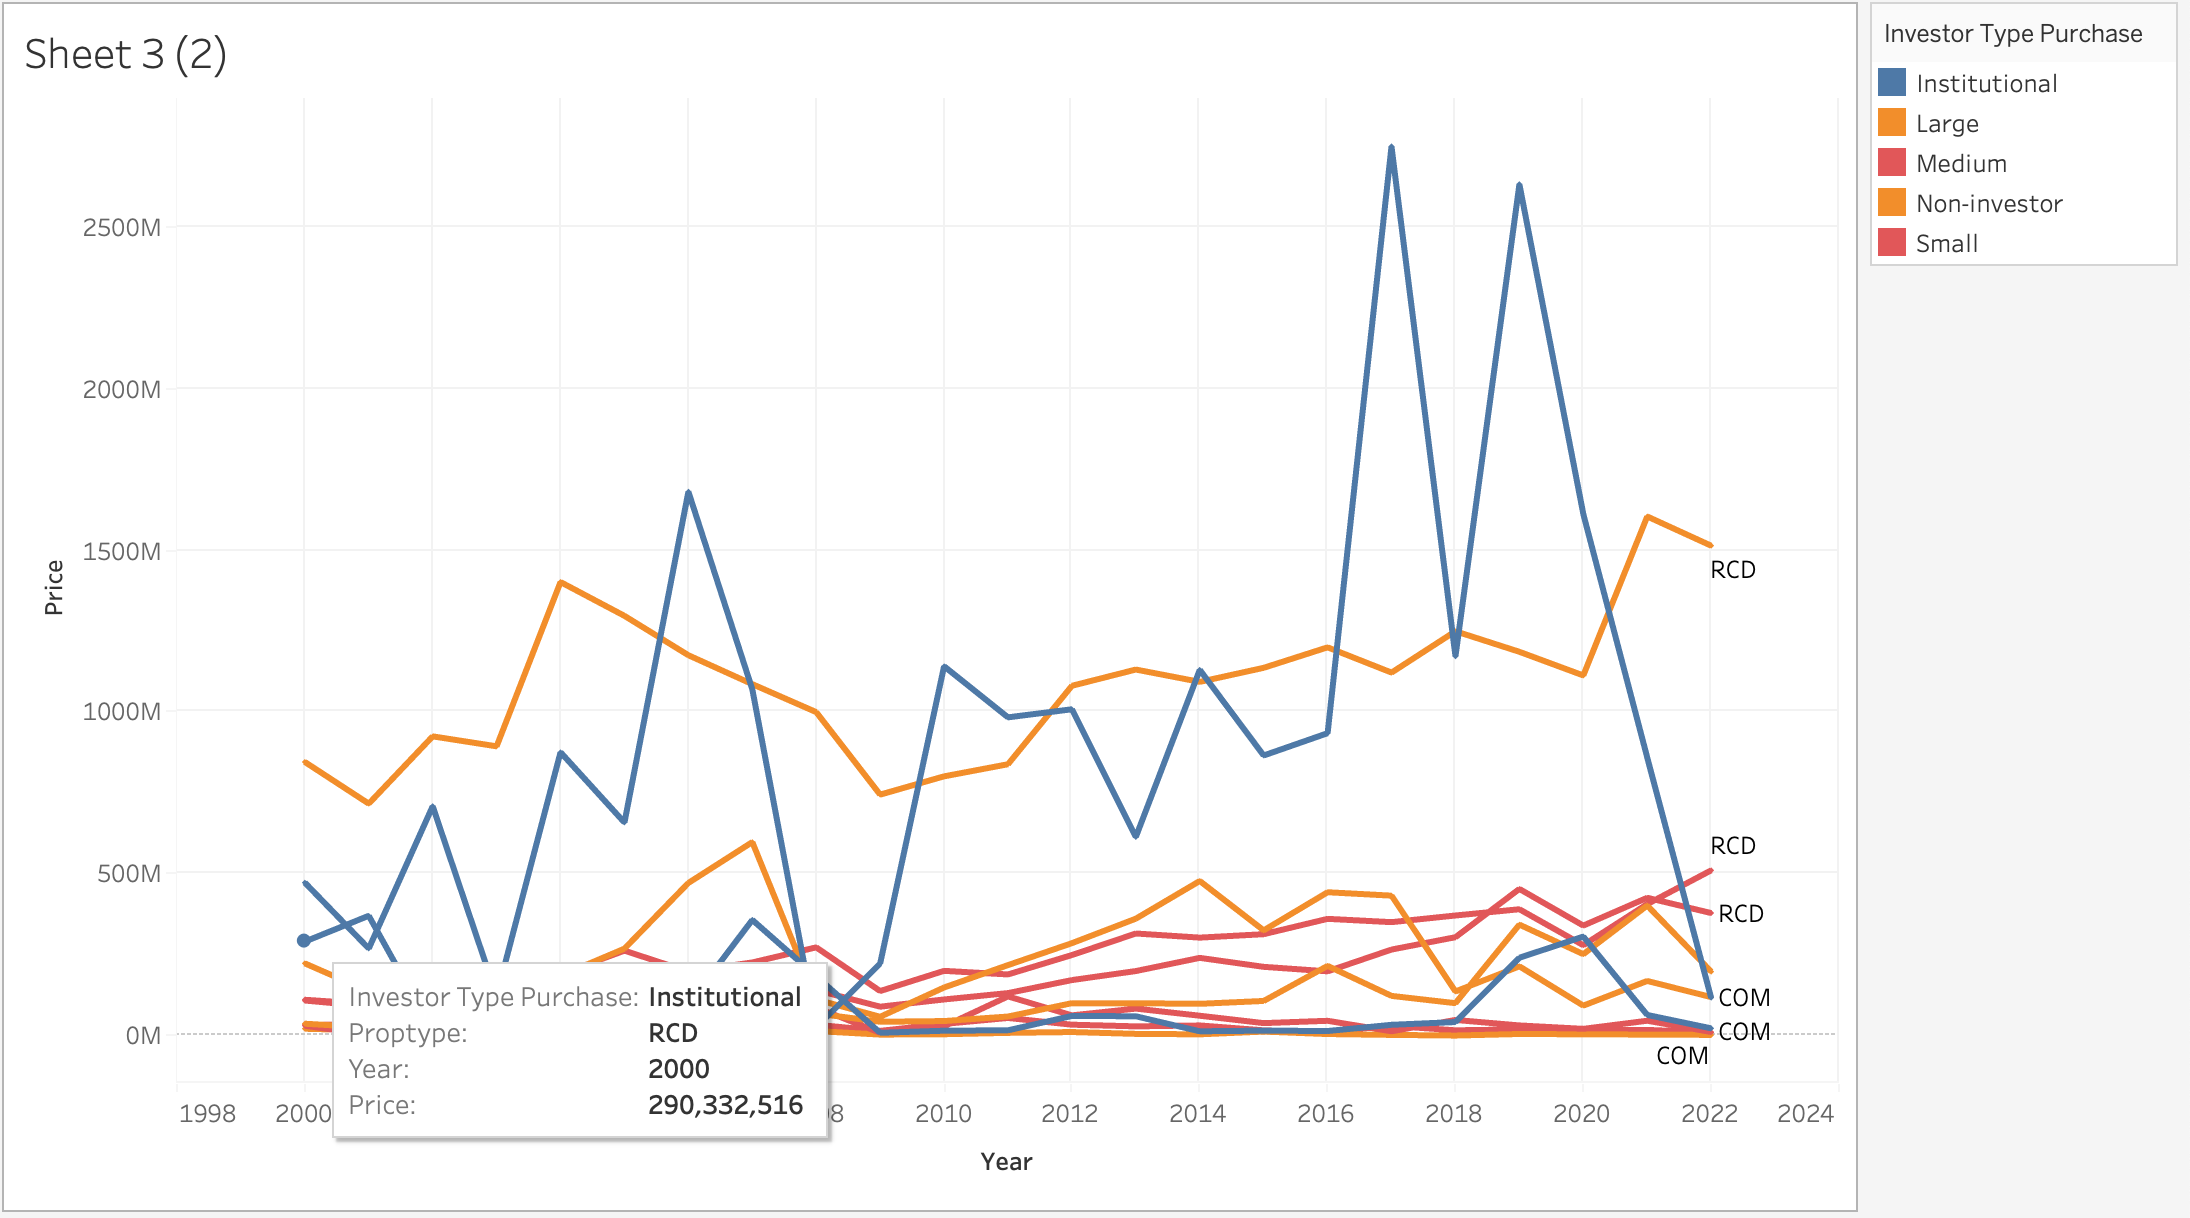 Sheet 3 (2)
Investor Type Purchase
Institutional
Large
Medium
Non-investor
Small
2500M
2000M
1500M
1000M
500M
0M
Price
RCD
RCD
RCD
COM
COM
COM
Investor Type Purchase: Institutional
Proptype: RCD
Year: 2000
Price: 290,332,516
1998 2000 2010 2012 2014 2016 2018 2020 2022 2024
Year